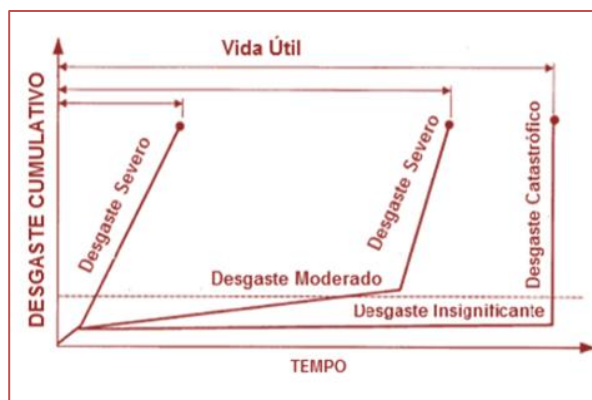 Vida Útil
DESGASTE CUMULATIVO
Desgaste Severo
Desgaste Severo
Desgaste Catastrófico
Desgaste Moderado
Desgaste Insignificante
TEMPO